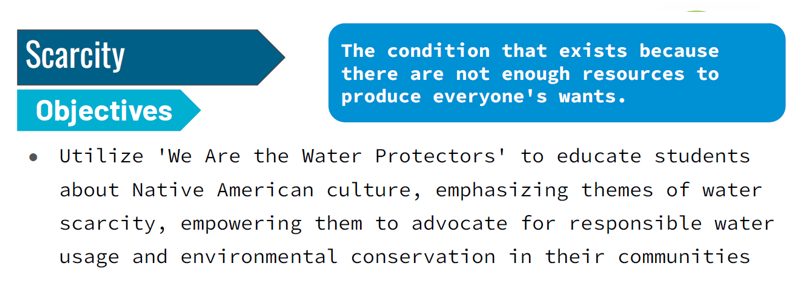 Scarcity
The condition that exists because
there are not enough resources to
produce everyone's wants.
Objectives
• Utilize 'We Are the Water Protectors' to educate students
about Native American culture, emphasizing themes of water
scarcity, empowering them to advocate for responsible water
usage and environmental conservation in their communities